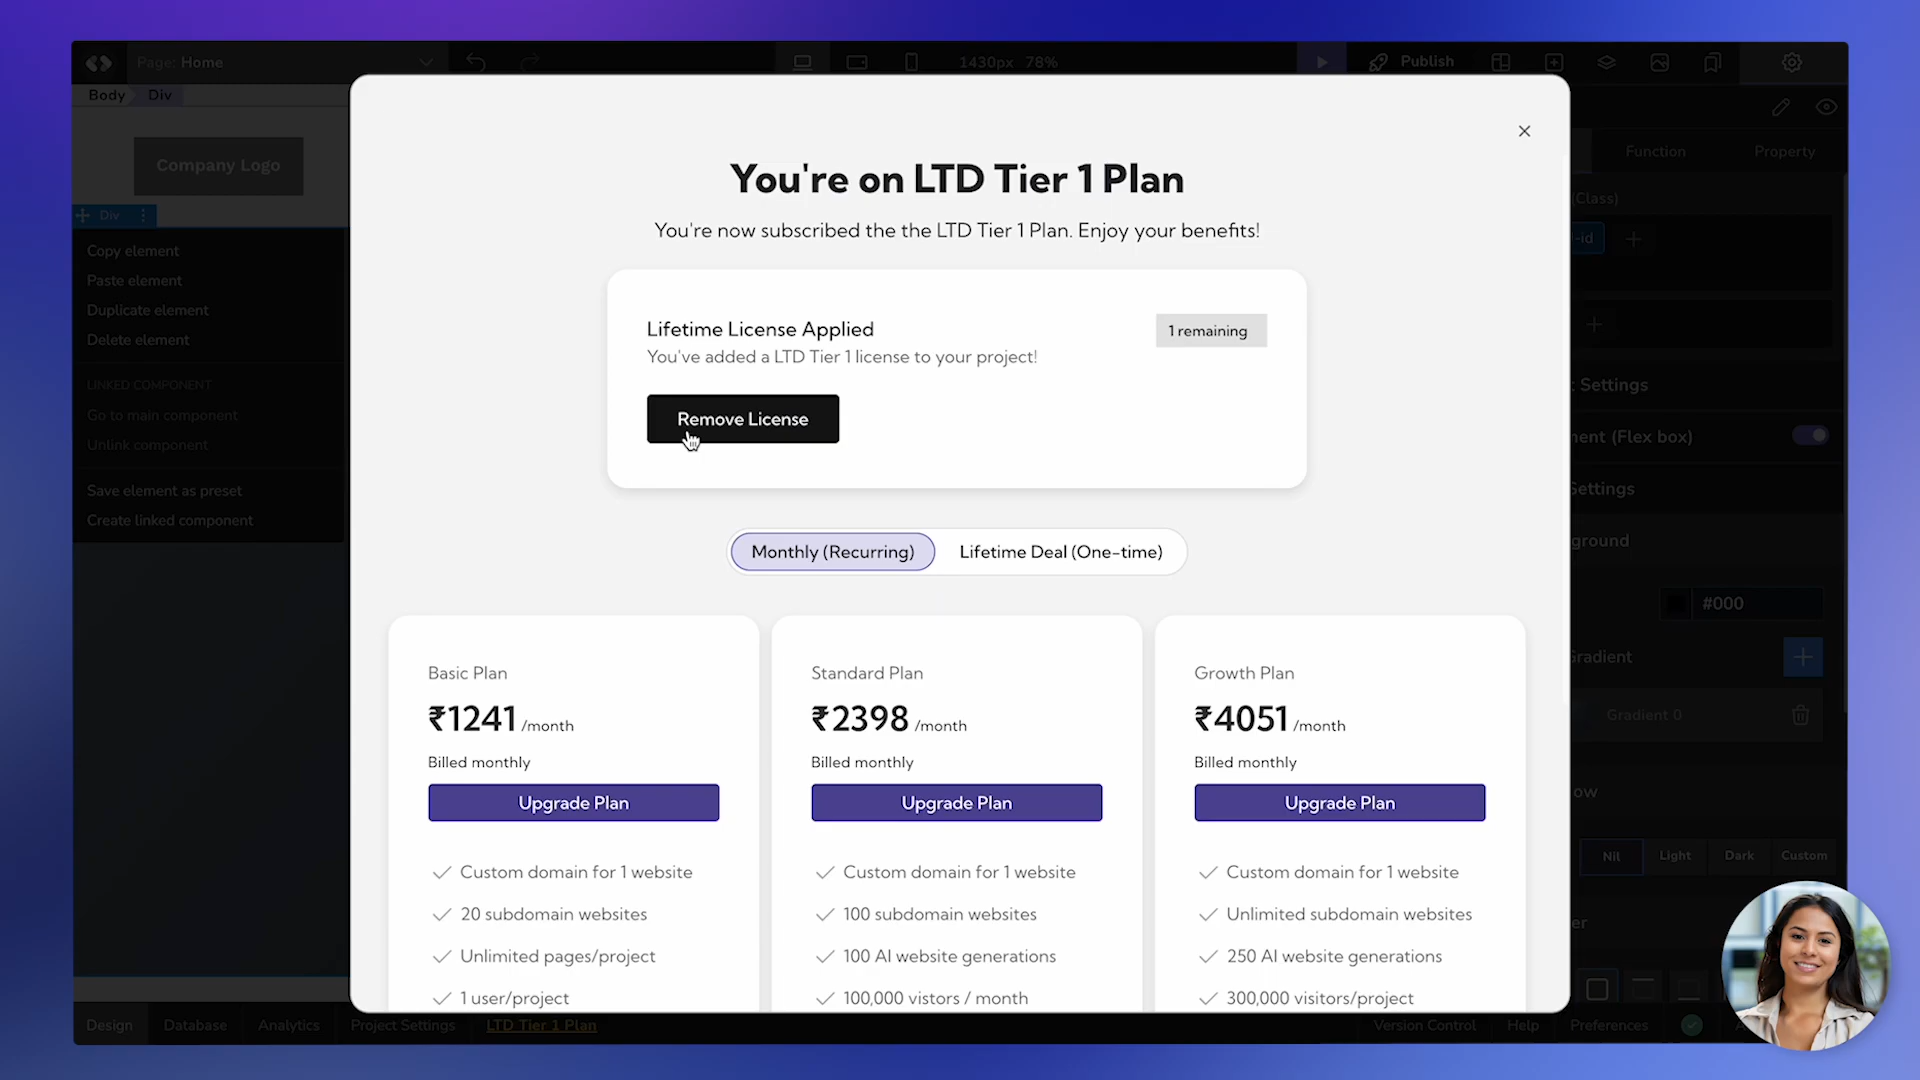 Page: Home
1430px 78%
Publish
Body Div
Company Logo
Function
Property
You're on LTD Tier 1 Plan
(Class)
Div
You're now subscribed the the LTD Tier 1 Plan. Enjoy your benefits!
-id
Copy element
Paste element
Duplicate element
Delete element
Lifetime License Applied
1 remaining
You've added a LTD Tier 1 license to your project!
LINKED COMPONENT
Settings
Go to main component
Remove License
(Flex box)
Unlink component
Settings
Save element as preset
Create linked component
Monthly (Recurring)
Lifetime Deal (One-time)
#000
Gradient
Basic Plan
₹1241 /month
Billed monthly
Upgrade Plan
Custom domain for 1 website
20 subdomain websites
Unlimited pages/project
1 user/project
Standard Plan
₹2398 /month
Billed monthly
Upgrade Plan
Custom domain for 1 website
100 subdomain websites
100 AI website generations
100,000 vistors / month
Growth Plan
₹4051 /month
Billed monthly
Upgrade Plan
Custom domain for 1 website
Unlimited subdomain websites
250 AI website generations
300,000 visitors/project
Gradient 0
Nil
Light
Dark
Custom
Design
Database
Analytics
Project Settings
LTD Tier 1 Plan
Version Control
Help
Preferences